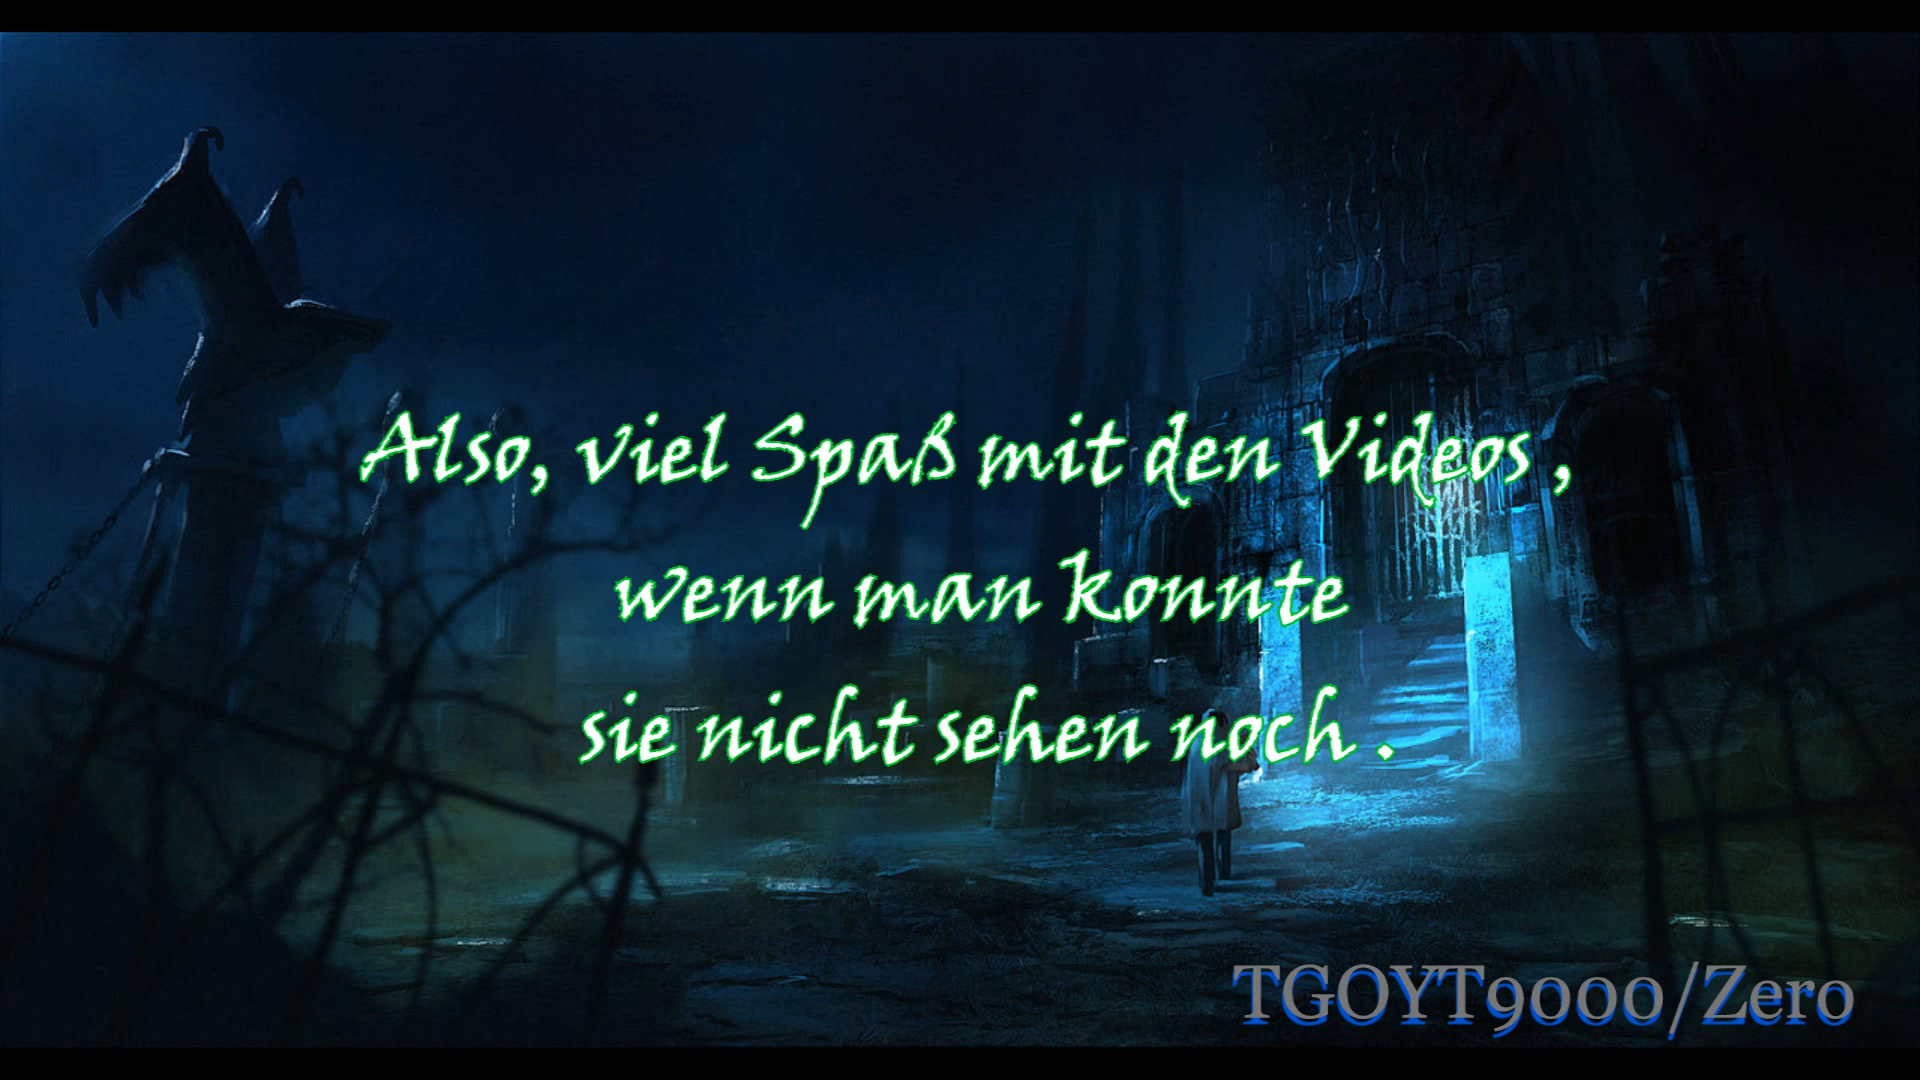 Also, viel Spaß mit den Videos ,
wenn man konnte
sie nicht sehen noch .
TGOYT9000/Zero